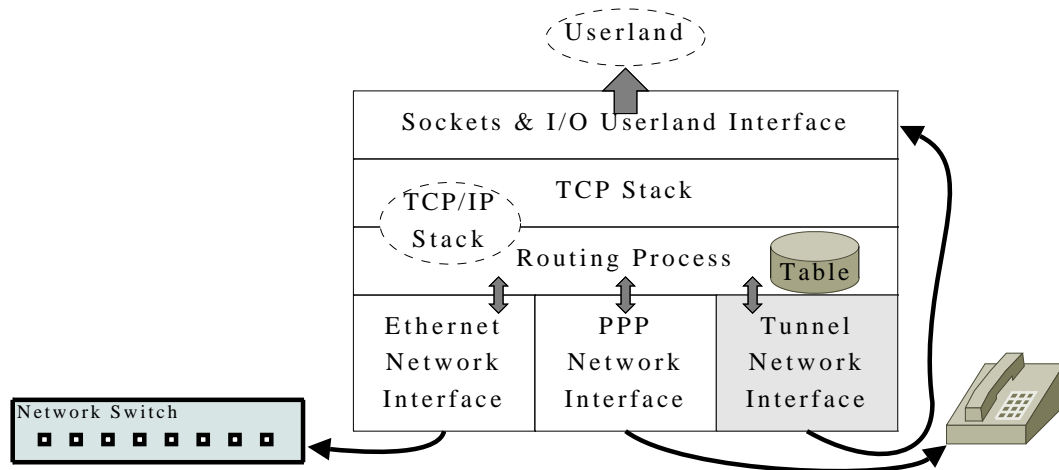 Userland
Sockets & I/O Userland Interface
TCP Stack
TCP/IP
Stack
Routing Process
Table
Ethernet
Network
Interface
PPP
Network
Interface
Tunnel
Network
Interface
Network Switch